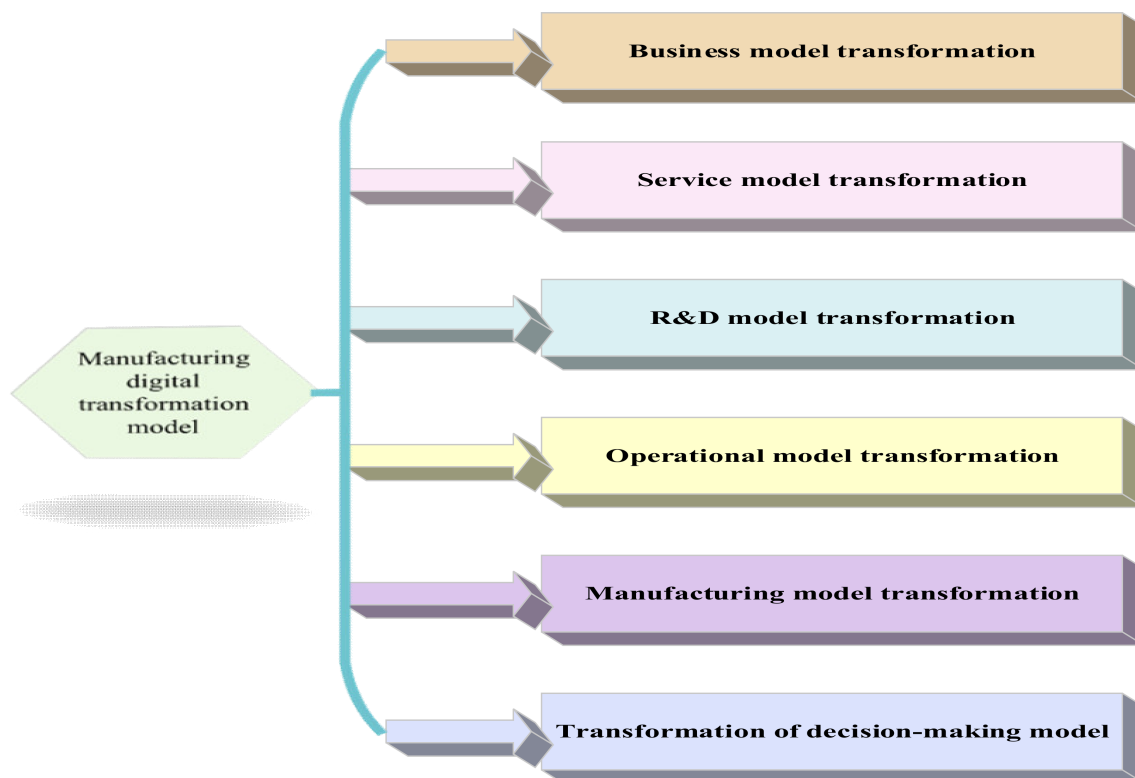 Business model transformation
Service model transformation
R&D model transformation
Manufacturing
digital
transformation
model
Operational model transformation
Manufacturing model transformation
Transformation of decision-making model